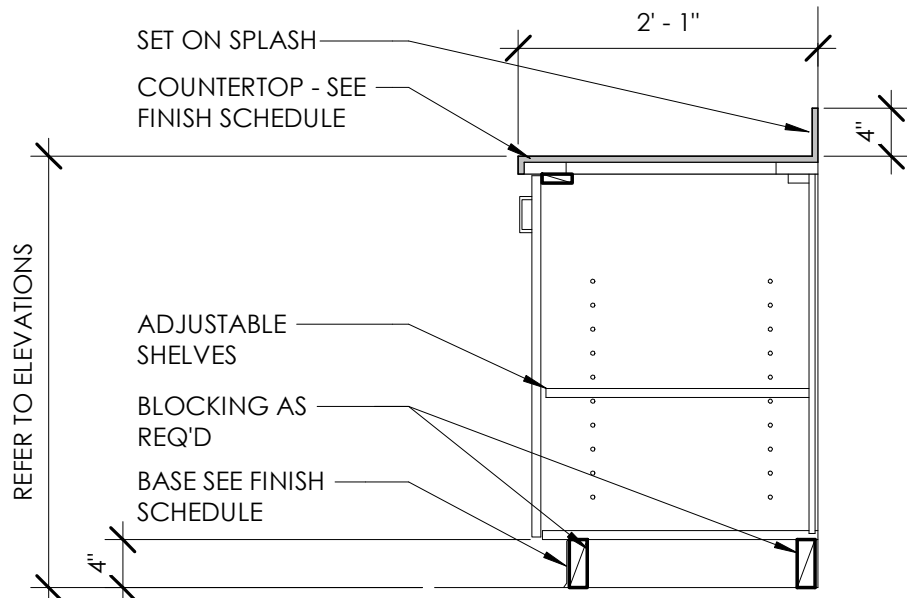 2' - 1"
SET ON SPLASH
COUNTERTOP - SEE
FINISH SCHEDULE
4"
REFER TO ELEVATIONS
ADJUSTABLE
SHELVES
BLOCKING AS
REQ'D
BASE SEE FINISH
SCHEDULE
4"